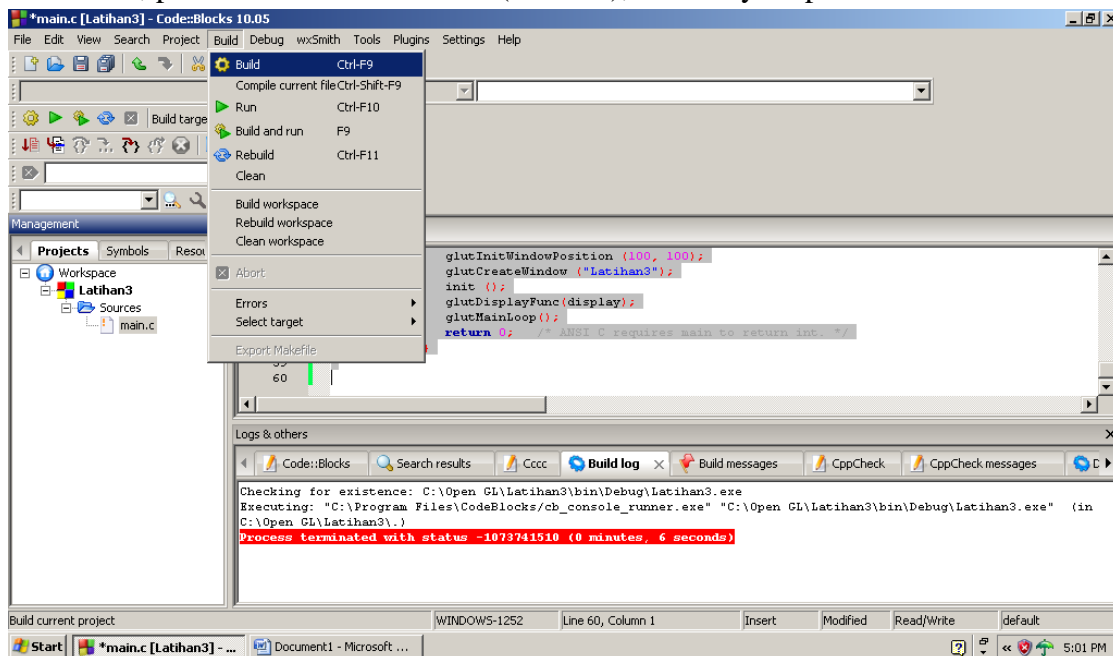 *main.c [Latihan3] - Code::Blocks 10.05
File Edit View Search Project Build Debug wxSmith Tools Plugins Settings Help
Build Ctrl-F9
Compile current file Ctrl-Shift-F9
Run Ctrl-F10
Build targe
Build and run F9
Rebuild Ctrl-F11
Clean
Build workspace
Rebuild workspace
Clean workspace
Abort
Errors
Select target
Export Makefile
Management
Projects Symbols Resou
Workspace
Latihan3
Sources
main.c
glutInitWindowPosition (100, 100);
glutCreateWindow ("Latihan3");
init ();
glutDisplayFunc(display);
glutMainLoop();
return 0; /* ANSI C requires main to return int. */
60
Logs & others
Code::Blocks Search results Cccc Build log Build messages CppCheck CppCheck messages
Checking for existence: C:\Open GL\Latihan3\bin\Debug\Latihan3.exe
Executing: "C:\Program Files\CodeBlocks/cb_console_runner.exe" "C:\Open GL\Latihan3\bin\Debug\Latihan3.exe" (in
C:\Open GL\Latihan3\.)
Process terminated with status -1073741510 (0 minutes, 6 seconds)
Build current project WINDOWS-1252 Line 60, Column 1 Insert Modified Read/Write default
Start *main.c [Latihan3] - ... Document1 - Microsoft ... 5:01 PM